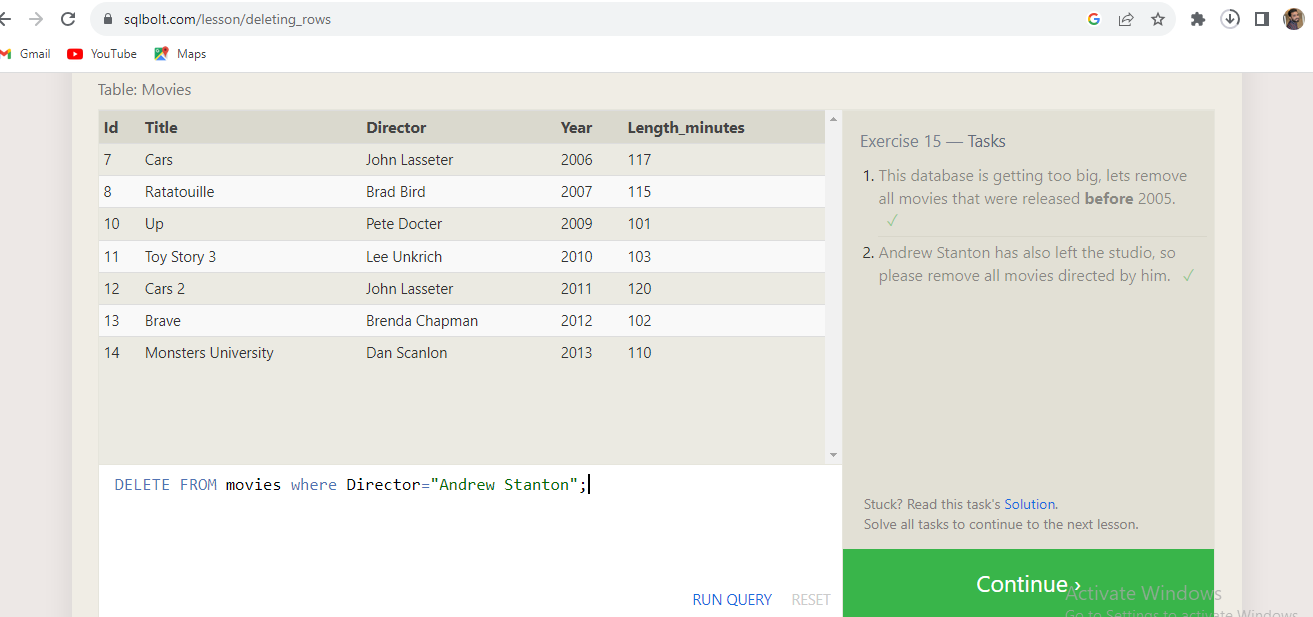 sqlbolt.com/lesson/deleting_rows
Gmail YouTube Maps
Table: Movies
Id Title Director Year Length_minutes
7 Cars John Lasseter 2006 117
8 Ratatouille Brad Bird 2007 115
10 Up Pete Docter 2009 101
11 Toy Story 3 Lee Unkrich 2010 103
12 Cars 2 John Lasseter 2011 120
13 Brave Brenda Chapman 2012 102
14 Monsters University Dan Scanlon 2013 110
DELETE FROM movies where Director="Andrew Stanton";
RUN QUERY RESET
Exercise 15 — Tasks
1. This database is getting too big, lets remove
all movies that were released before 2005.
✓
2. Andrew Stanton has also left the studio, so
please remove all movies directed by him. ✓
Stuck? Read this task's Solution.
Solve all tasks to continue to the next lesson.
Continue ›
Activate Windows
Go to Settings to activate Windows.